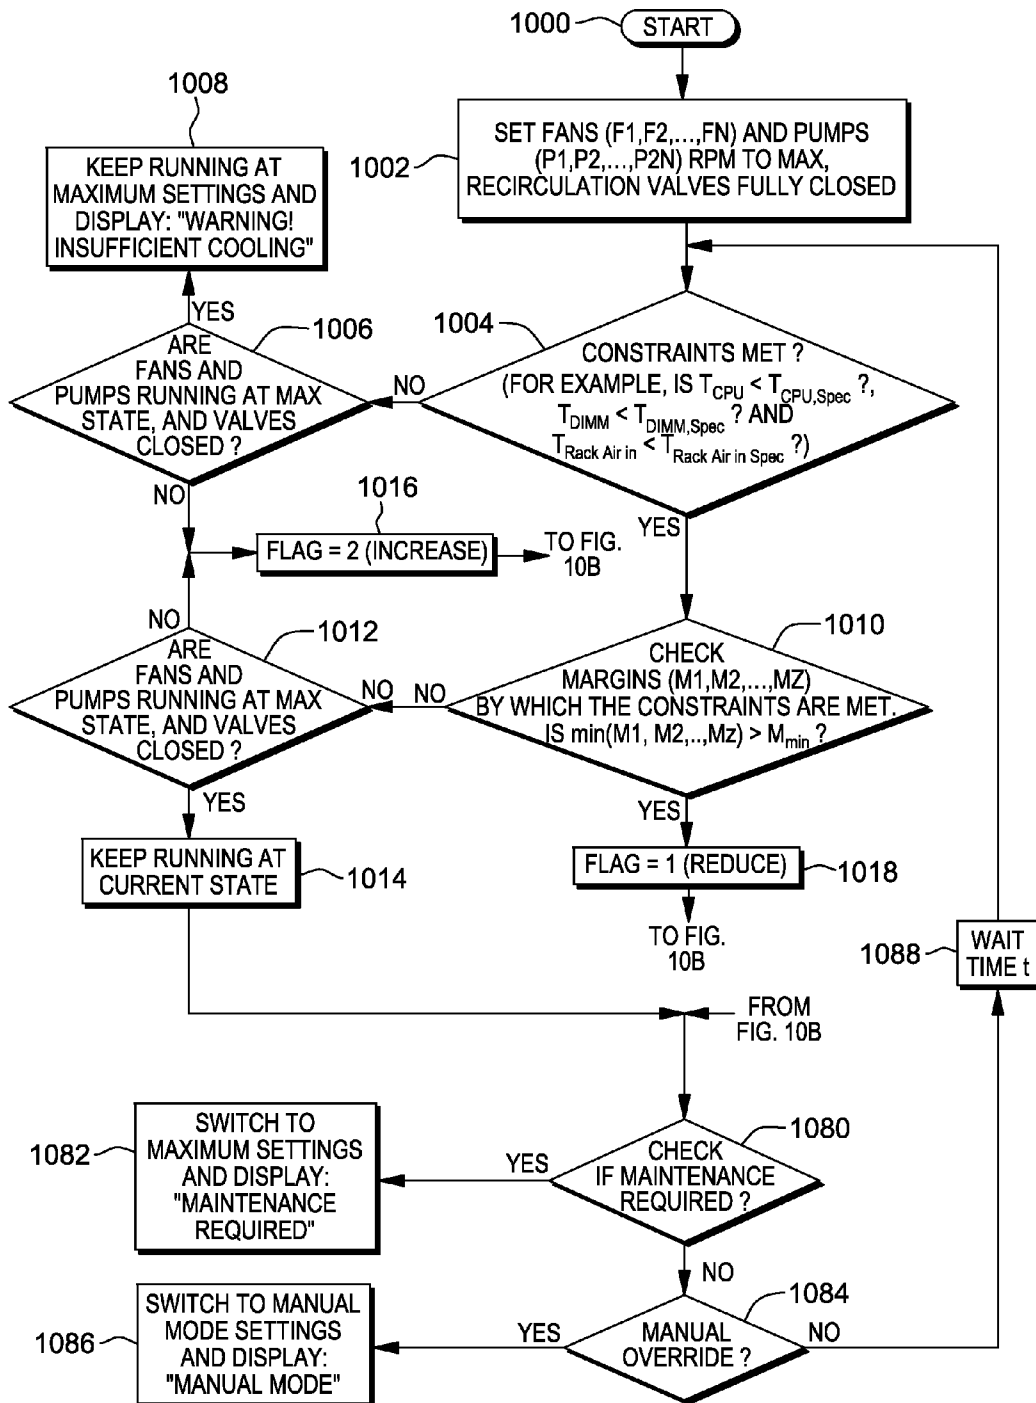 1000
START
1008
KEEP RUNNING AT
MAXIMUM SETTINGS AND
DISPLAY: "WARNING!
INSUFFICIENT COOLING"
1002
SET FANS (F1,F2,...,FN) AND PUMPS
(P1,P2,...,P2N) RPM TO MAX,
RECIRCULATION VALVES FULLY CLOSED
YES
1006
ARE
FANS AND
PUMPS RUNNING AT MAX
STATE, AND VALVES
CLOSED ?
NO
NO
1004
CONSTRAINTS MET ?
(FOR EXAMPLE, IS TCPU < TCPU,Spec ?,
TDIMM < TDIMM,Spec ? AND
TRack Air in < TRack Air in Spec ?)
YES
1016
FLAG = 2 (INCREASE)
TO FIG.
10B
NO
1012
ARE
FANS AND
PUMPS RUNNING AT MAX
STATE, AND VALVES
CLOSED ?
NO
NO
1010
CHECK
MARGINS (M1,M2,...,MZ)
BY WHICH THE CONSTRAINTS ARE MET.
IS min(M1, M2,..,Mz) > Mmin ?
YES
YES
KEEP RUNNING AT
CURRENT STATE
1014
FLAG = 1 (REDUCE)
1018
TO FIG.
10B
1088
WAIT
TIME t
FROM
FIG. 10B
1082
SWITCH TO
MAXIMUM SETTINGS
AND DISPLAY:
"MAINTENANCE
REQUIRED"
YES
1080
CHECK
IF MAINTENANCE
REQUIRED ?
NO
1086
SWITCH TO MANUAL
MODE SETTINGS
AND DISPLAY:
"MANUAL MODE"
YES
1084
MANUAL
OVERRIDE ?
NO